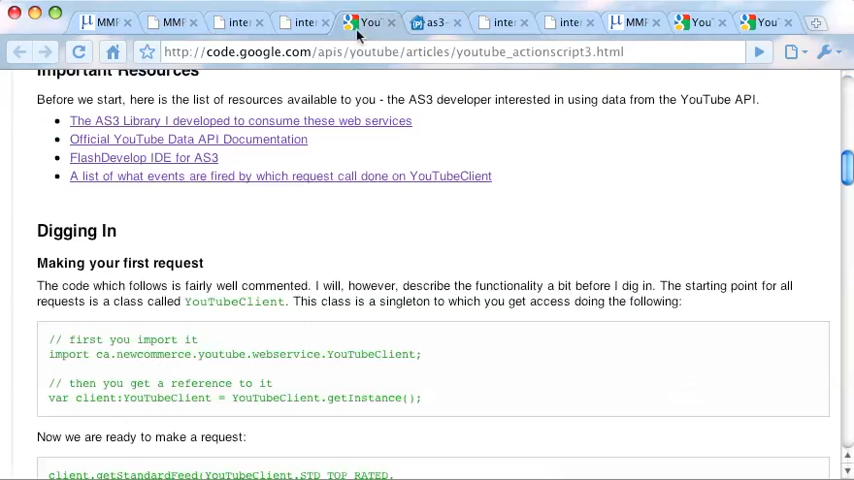 MMF
MMF
inter
inter
You
as3-
inter
inter
MMF
You
You
http://code.google.com/apis/youtube/articles/youtube_actionscript3.html
Important Resources
Before we start, here is the list of resources available to you - the AS3 developer interested in using data from the YouTube API.
The AS3 Library I developed to consume these web services
Official YouTube Data API Documentation
FlashDevelop IDE for AS3
A list of what events are fired by which request call done on YouTubeClient
Digging In
Making your first request
The code which follows is fairly well commented. I will, however, describe the functionality a bit before I dig in. The starting point for all
requests is a class called YouTubeClient. This class is a singleton to which you get access doing the following:
// first you import it
import ca.newcommerce.youtube.webservice.YouTubeClient;
// then you get a reference to it
var client:YouTubeClient = YouTubeClient.getInstance();
Now we are ready to make a request:
client.getStandardFeed(YouTubeClient.STD_TOP_RATED,